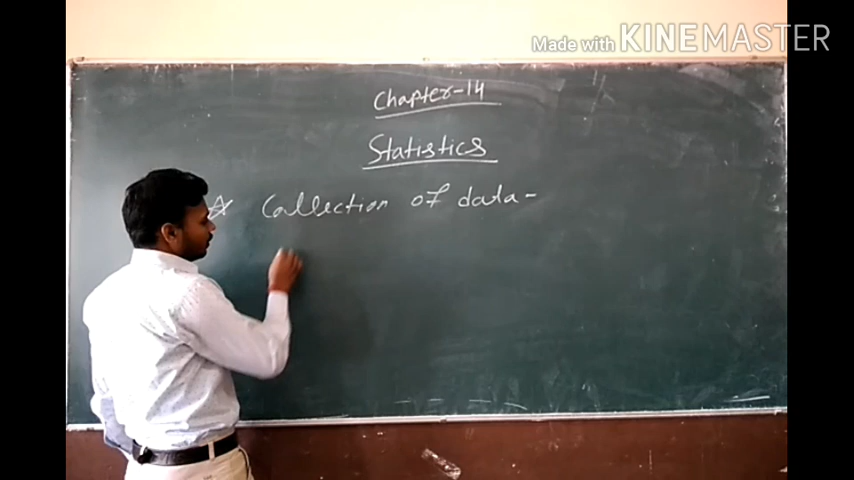 Made with KINEMASTER
Chapter-14
Statistics
☆ Collection of data-